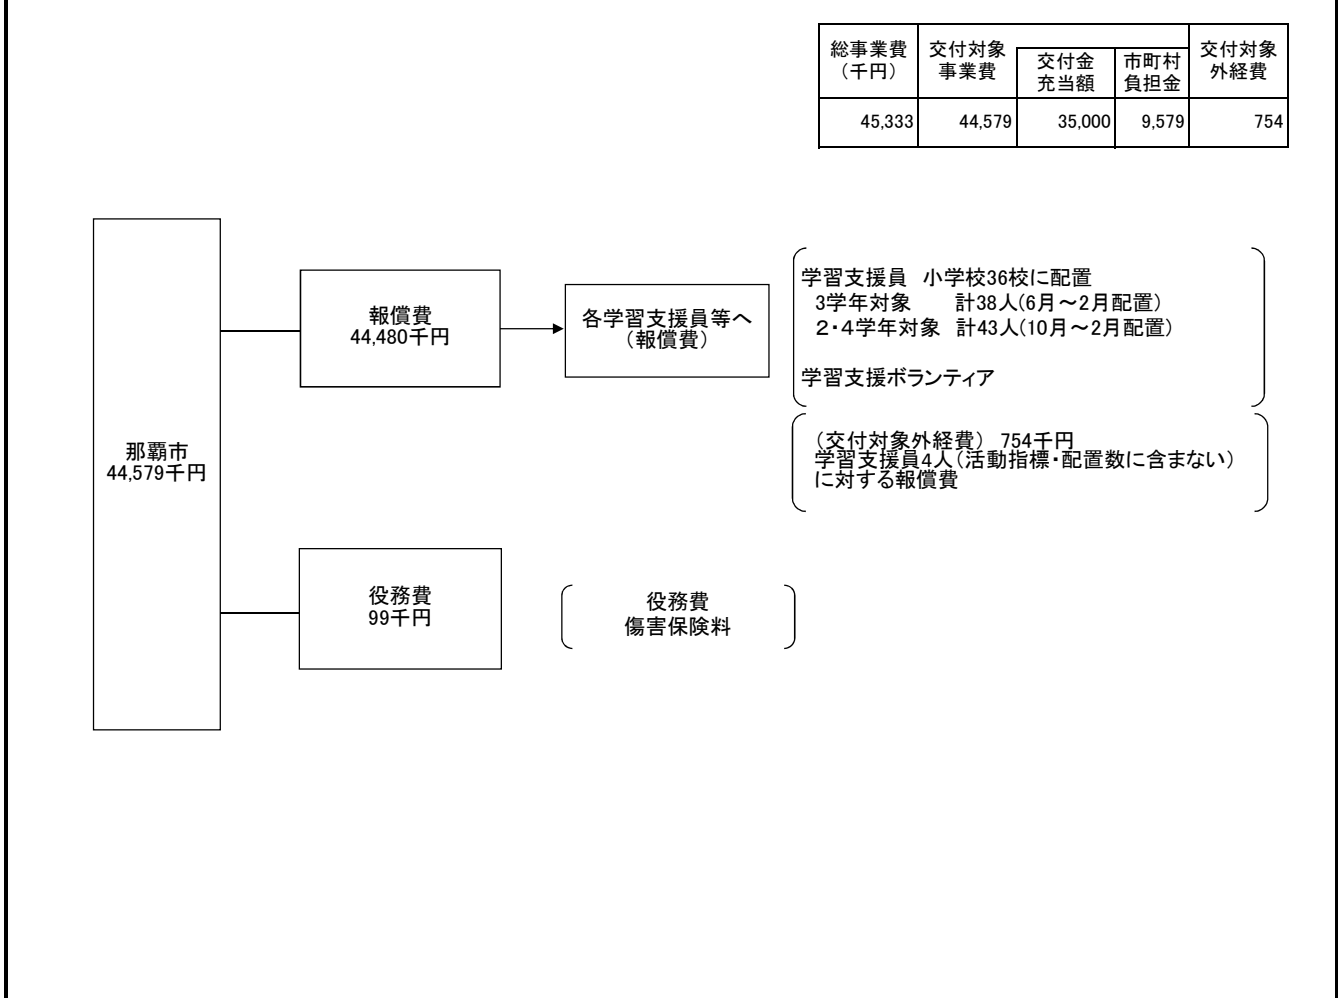 総事業費
（千円）
交付対象
事業費
交付金
充当額
市町村
負担金
交付対象
外経費
45,333
44,579
35,000
9,579
754
那覇市
44,579千円
報償費
44,480千円
各学習支援員等へ
（報償費）
学習支援員　小学校36校に配置
3学年対象　　計38人(6月～2月配置)
２・４学年対象　計43人(10月～2月配置)
学習支援ボランティア
（交付対象外経費）　754千円
学習支援員4人（活動指標・配置数に含まない）
に対する報償費
役務費
99千円
役務費
傷害保険料